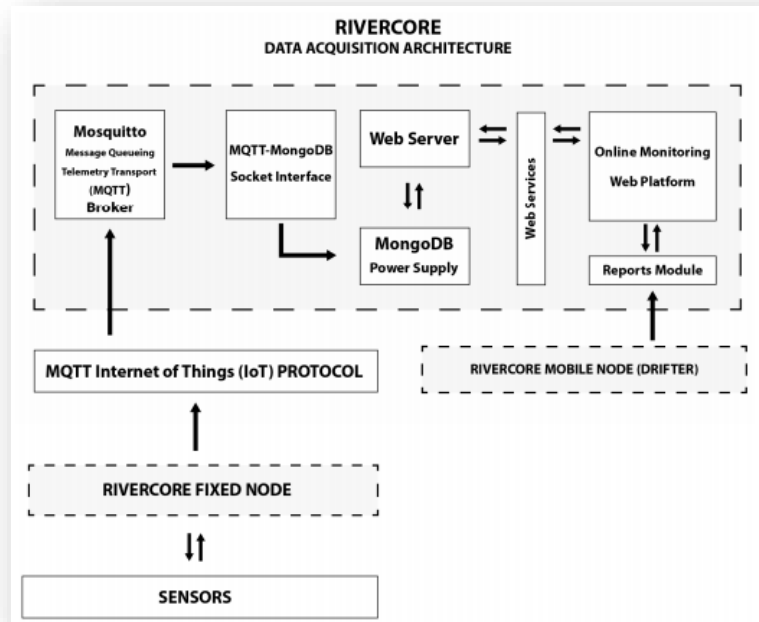 RIVERCORE
DATA ACQUISITION ARCHITECTURE
Mosquitto
Message Queueing
Telemetry Transport
(MQTT)
Broker
MQTT-MongoDB
Socket Interface
Web Server
MongoDB
Power Supply
Web Services
Online Monitoring
Web Platform
Reports Module
MQTT Internet of Things (IoT) PROTOCOL
RIVERCORE MOBILE NODE (DRIFTER)
RIVERCORE FIXED NODE
SENSORS